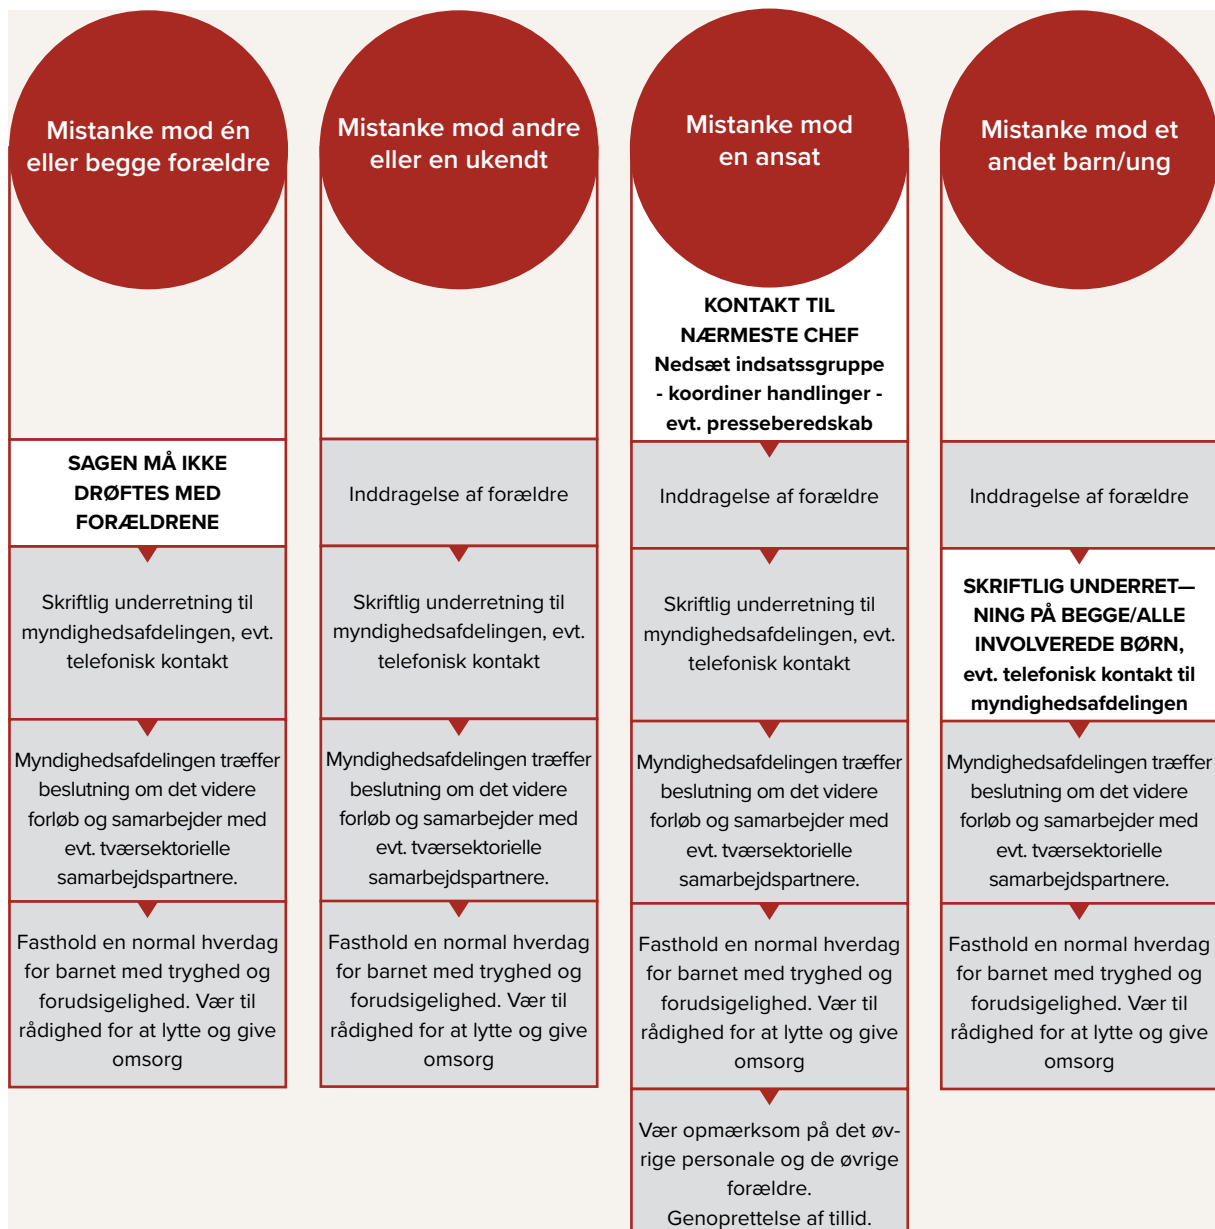 Mistanke mod én
eller begge forældre
SAGEN MÅ IKKE
DRØFTES MED
FORÆLDRENE
Skriftlig underretning til
myndighedsafdelingen, evt.
telefonisk kontakt
Myndighedsafdelingen træffer
beslutning om det videre
forløb og samarbejder med
evt. tværsektorielle
samarbejdspartnere.
Fasthold en normal hverdag
for barnet med tryghed og
forudsigelighed. Vær til
rådighed for at lytte og give
omsorg
Mistanke mod andre
eller en ukendt
Inddragelse af forældre
Skriftlig underretning til
myndighedsafdelingen, evt.
telefonisk kontakt
Myndighedsafdelingen træffer
beslutning om det videre
forløb og samarbejder med
evt. tværsektorielle
samarbejdspartnere.
Fasthold en normal hverdag
for barnet med tryghed og
forudsigelighed. Vær til
rådighed for at lytte og give
omsorg
Mistanke mod
en ansat
KONTAKT TIL
NÆRMESTE CHEF
Nedsæt indsatssgruppe
- koordiner handlinger -
evt. presseberedskab
Inddragelse af forældre
Skriftlig underretning til
myndighedsafdelingen, evt.
telefonisk kontakt
Myndighedsafdelingen træffer
beslutning om det videre
forløb og samarbejder med
evt. tværsektorielle
samarbejdspartnere.
Fasthold en normal hverdag
for barnet med tryghed og
forudsigelighed. Vær til
rådighed for at lytte og give
omsorg
Vær opmærksom på det øv-
rige personale og de øvrige
forældre.
Genoprettelse af tillid.
Mistanke mod et
andet barn/ung
Inddragelse af forældre
SKRIFTLIG UNDERRET—
NING PÅ BEGGE/ALLE
INVOLVEREDE BØRN,
evt. telefonisk kontakt til
myndighedsafdelingen
Myndighedsafdelingen træffer
beslutning om det videre
forløb og samarbejder med
evt. tværsektorielle
samarbejdspartnere.
Fasthold en normal hverdag
for barnet med tryghed og
forudsigelighed. Vær til
rådighed for at lytte og give
omsorg